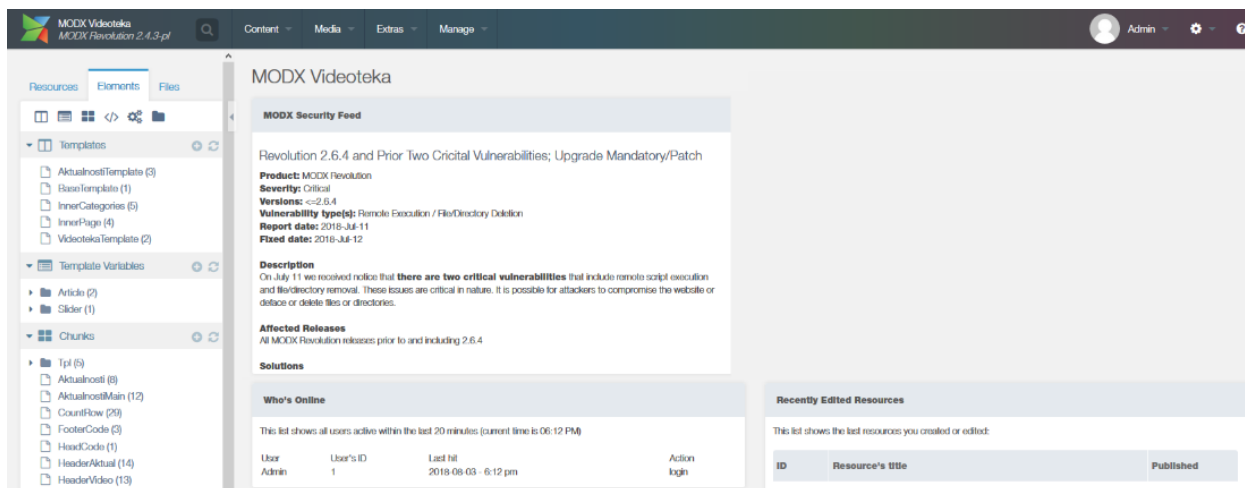 MODX Videoteka
MODX Revolution 2.4.3-pl
Content
Media
Extras
Manage
Admin
Resources
Elements
Files
Templates
AktualnostiTemplate (3)
BaseTemplate (1)
InnerCategories (5)
InnerPage (4)
VideotekaTemplate (2)
Template Variables
Article (2)
Slider (1)
Chunks
Tpl (5)
Aktualnosti (8)
AktualnostiMain (12)
CountRow (29)
FooterCode (3)
HeadCode (1)
HeaderAktual (14)
HeaderVideo (13)
MODX Videoteka
MODX Security Feed
Revolution 2.6.4 and Prior Two Cricital Vulnerabilities; Upgrade Mandatory/Patch
Product: MODX Revolution
Severity: Critical
Versions: <=2.6.4
Vulnerability type(s): Remote Execution / File/Directory Deletion
Report date: 2018-Jul-11
Fixed date: 2018-Jul-12
Description
On July 11 we received notice that there are two critical vulnerabilities that include remote script execution
and file/directory removal. These issues are critical in nature. It is possible for attackers to compromise the website or
deface or delete files or directories.
Affected Releases
All MODX Revolution releases prior to and including 2.6.4
Solutions
Who's Online
This list shows all users active within the last 20 minutes (current time is 06:12 PM)
User User's ID Last hit Action
Admin 1 2018-08-03 - 6:12 pm login
Recently Edited Resources
This list shows the last resources you created or edited:
ID Resource's title Published